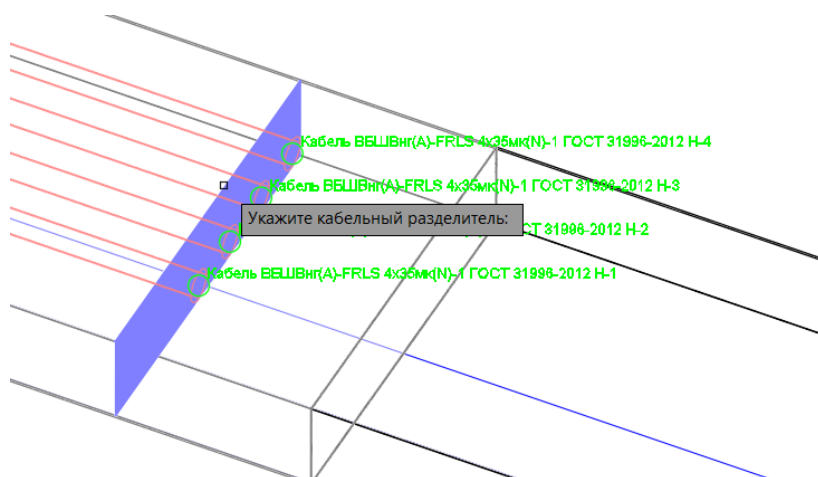 Кабель ВБШВнг(А)-FRLS 4х35мк(N)-1 ГОСТ 31996-2012 Н-4
Кабель ВБШВнг(А)-FRLS 4х35мк(N)-1 ГОСТ 31996-2012 Н-3
Укажите кабельный разделитель:
ГОСТ 31996-2012 Н-2
Кабель ВБШВнг(А)-FRLS 4х35мк(N)-1 ГОСТ 31996-2012 Н-1